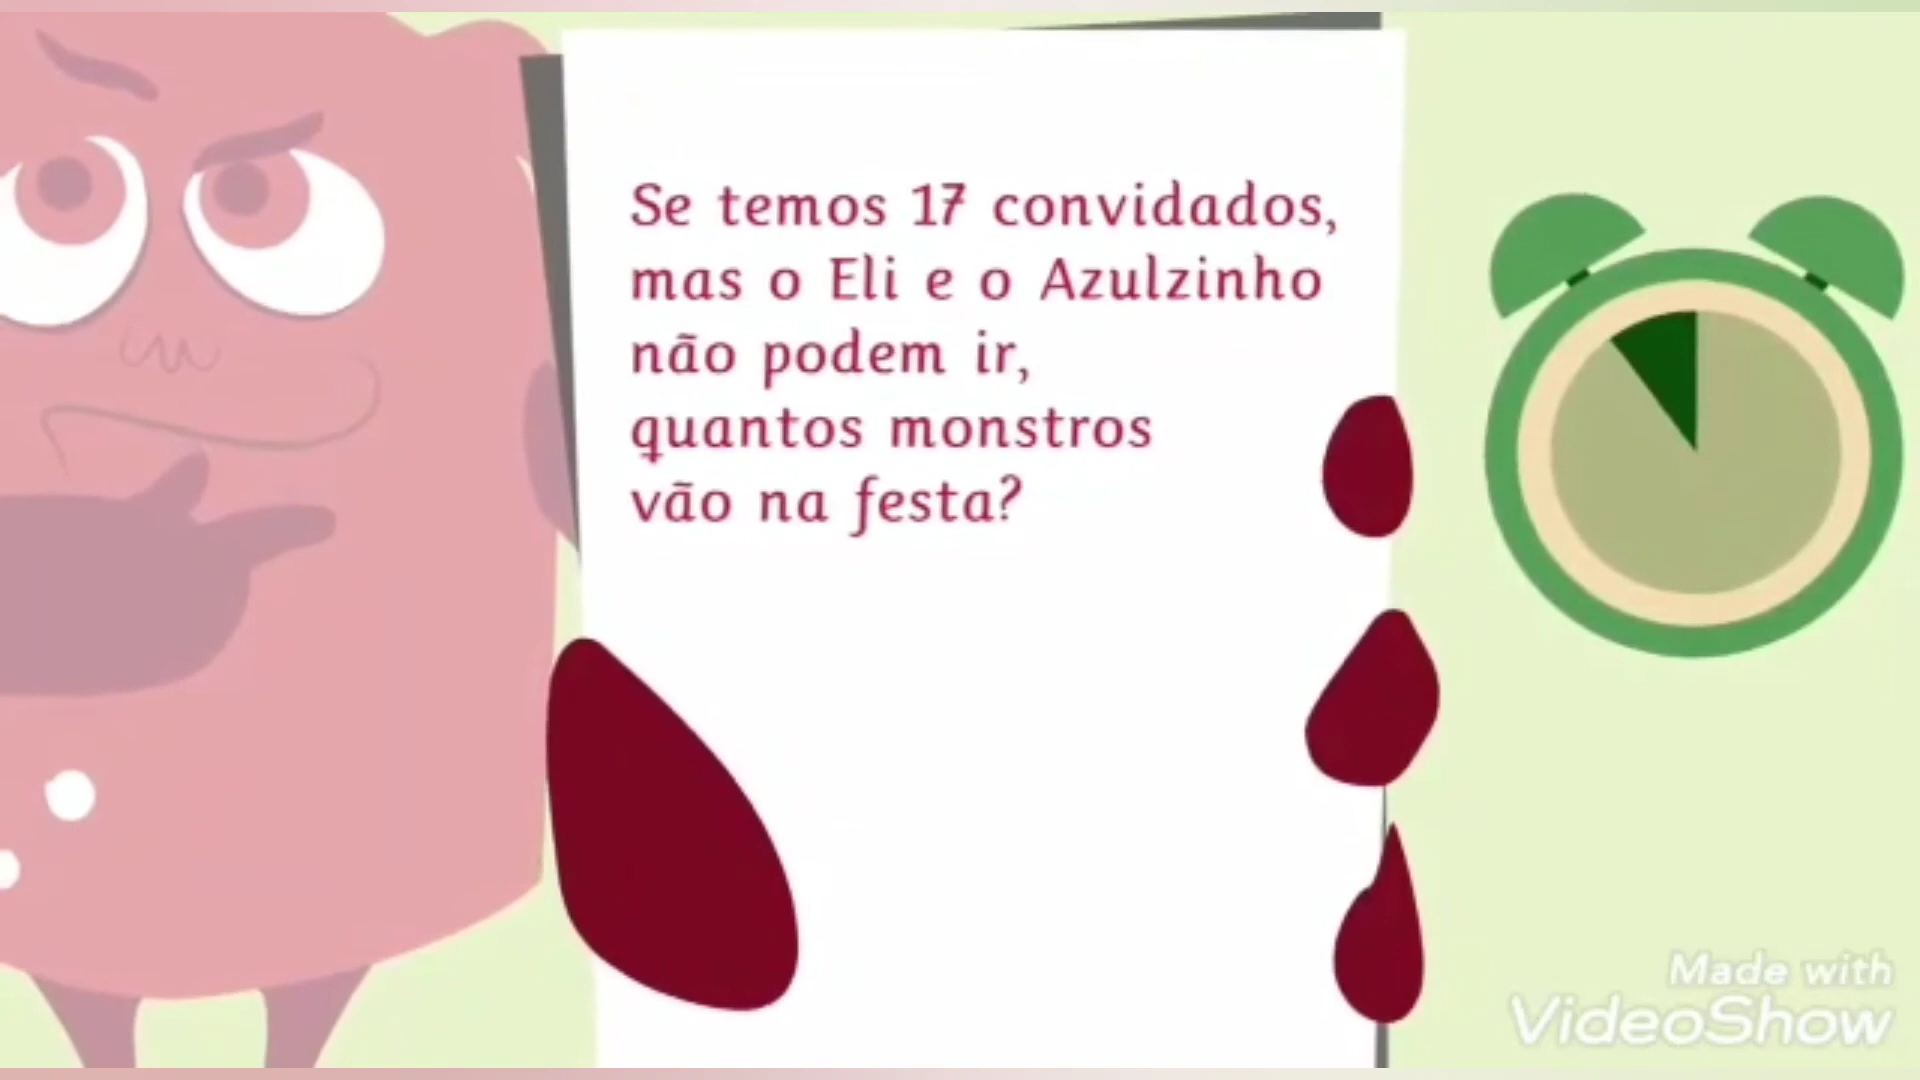 Se temos 17 convidados,
mas o Eli e o Azulzinho
não podem ir,
quantos monstros
vão na festa?
Made with
VideoShow